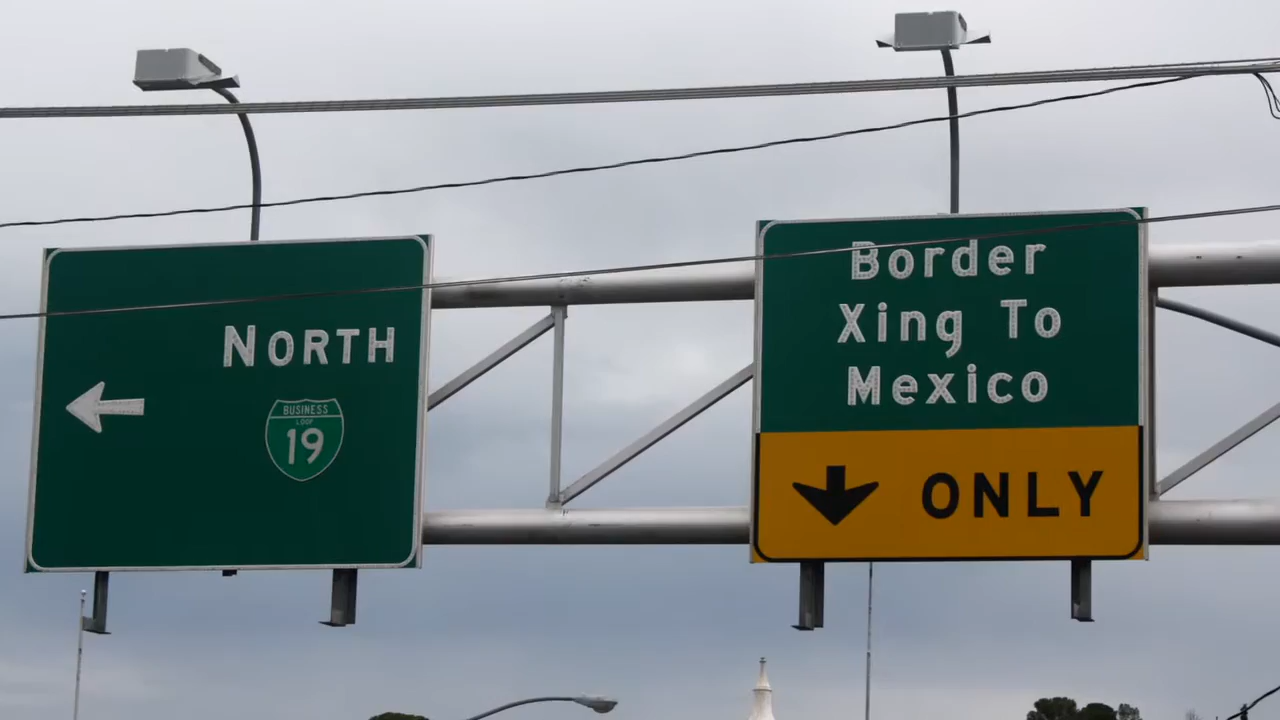 NORTH
BUSINESS
LOOP
19
Border
Xing To
Mexico
ONLY